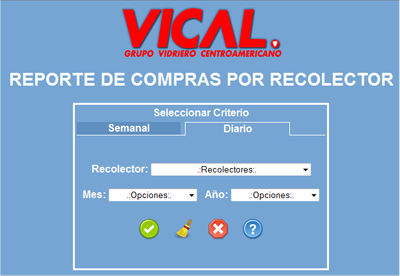 VICAL.
GRUPO VIDRIERO CENTROAMERICANO
REPORTE DE COMPRAS POR RECOLECTOR
Seleccionar Criterio
Semanal Diario
Recolector: .:Recolectores:.
Mes: .:Opciones:. Año: .:Opciones:.
?